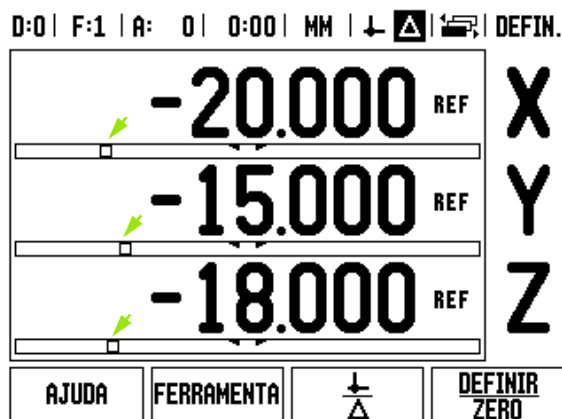 D:0 | F:1 | A: 0 | 0:00 | MM | Δ | DEFIN.
-20.000 REF X
-15.000 REF Y
-18.000 REF Z
AJUDA FERRAMENTA Δ DEFINIR
ZERO